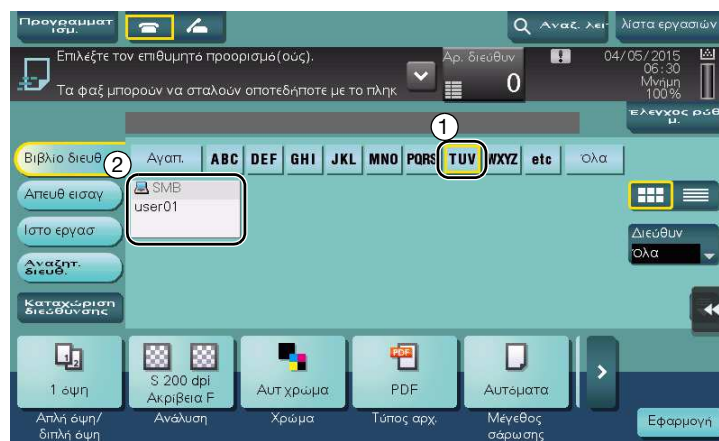 Προγραμματ
ισμ.
Αναζ. λει
λίστα εργασιών
Επιλέξτε τον επιθυμητό προορισμό(ούς).
Τα φαξ μπορούν να σταλούν οποτεδήποτε με το πληκ
Αρ. διευθυν
0
04/05/2015
06:30
Μνήμη
100%
Έλεγχος ρυθ
μ.
1
Βιβλίο διευθ
Αγαπ.
ABC
DEF
GHI
JKL
MNO
PQRS
TUV
WXYZ
etc
Όλα
2
SMB
user01
Απευθ εισαγ
Ιστο εργασ
Αναζητ.
διευθ.
Καταχώριση
διεύθυνσης
Διεύθυν
Όλα
1 όψη
S 200 dpi
Ακρίβεια F
Αυτ χρώμα
PDF
PDF
Αυτόματα
Απλή όψη/
διπλή όψη
Ανάλυση
Χρώμα
Τύπος αρχ.
Μέγεθος
σάρωσης
Εφαρμογή